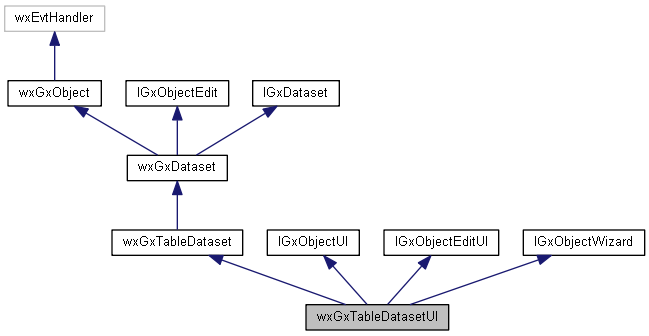 wxEvtHandler
wxGxObject
IGxObjectEdit
IGxDataset
wxGxDataset
wxGxTableDataset
IGxObjectUI
IGxObjectEditUI
IGxObjectWizard
wxGxTableDatasetUI